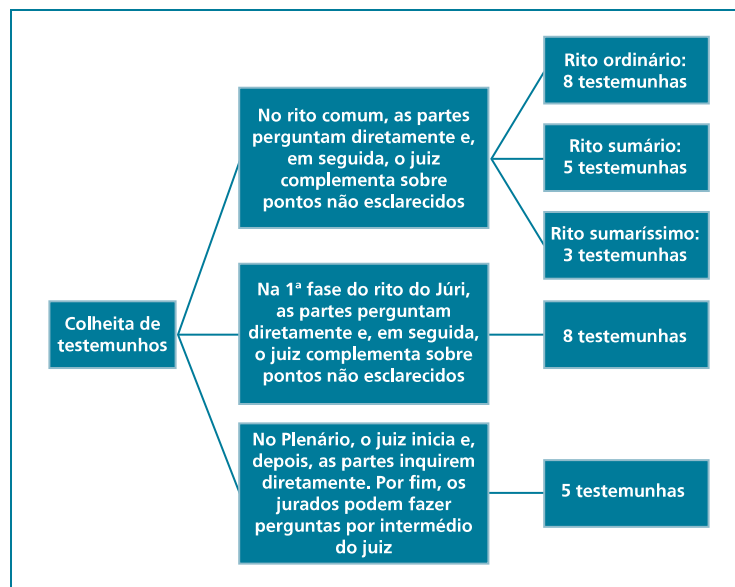 Colheita de
testemunhos
No rito comum, as partes
perguntam diretamente e,
em seguida, o juiz
complementa sobre
pontos não esclarecidos
Rito ordinário:
8 testemunhas
Rito sumário:
5 testemunhas
Rito sumaríssimo:
3 testemunhas
Na 1ª fase do rito do Júri,
as partes perguntam
diretamente e, em seguida,
o juiz complementa sobre
pontos não esclarecidos
8 testemunhas
No Plenário, o juiz inicia e,
depois, as partes inquirem
diretamente. Por fim, os
jurados podem fazer
perguntas por intermédio
do juiz
5 testemunhas